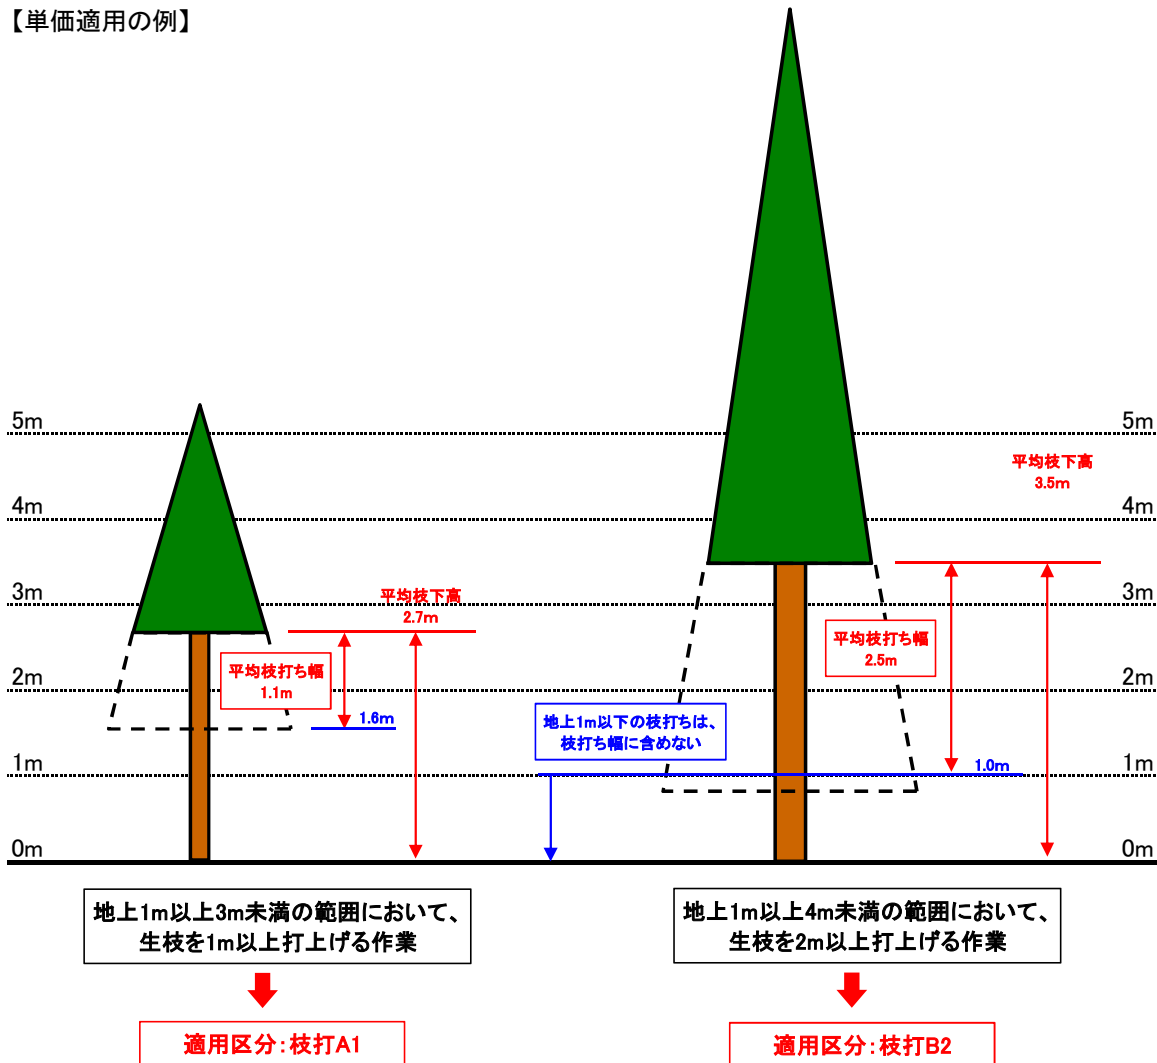 【単価適用の例】
5m
5m
平均枝下高
3.5m
4m
4m
3m
3m
平均枝下高
2.7m
平均枝打ち幅
1.1m
平均枝打ち幅
2.5m
2m
2m
1.6m
地上1m以下の枝打ちは、
枝打ち幅に含めない
1m
1.0m
1m
0m
0m
地上1m以上3m未満の範囲において、
生枝を1m以上打上げる作業
地上1m以上4m未満の範囲において、
生枝を2m以上打上げる作業
適用区分:枝打A1
適用区分:枝打B2